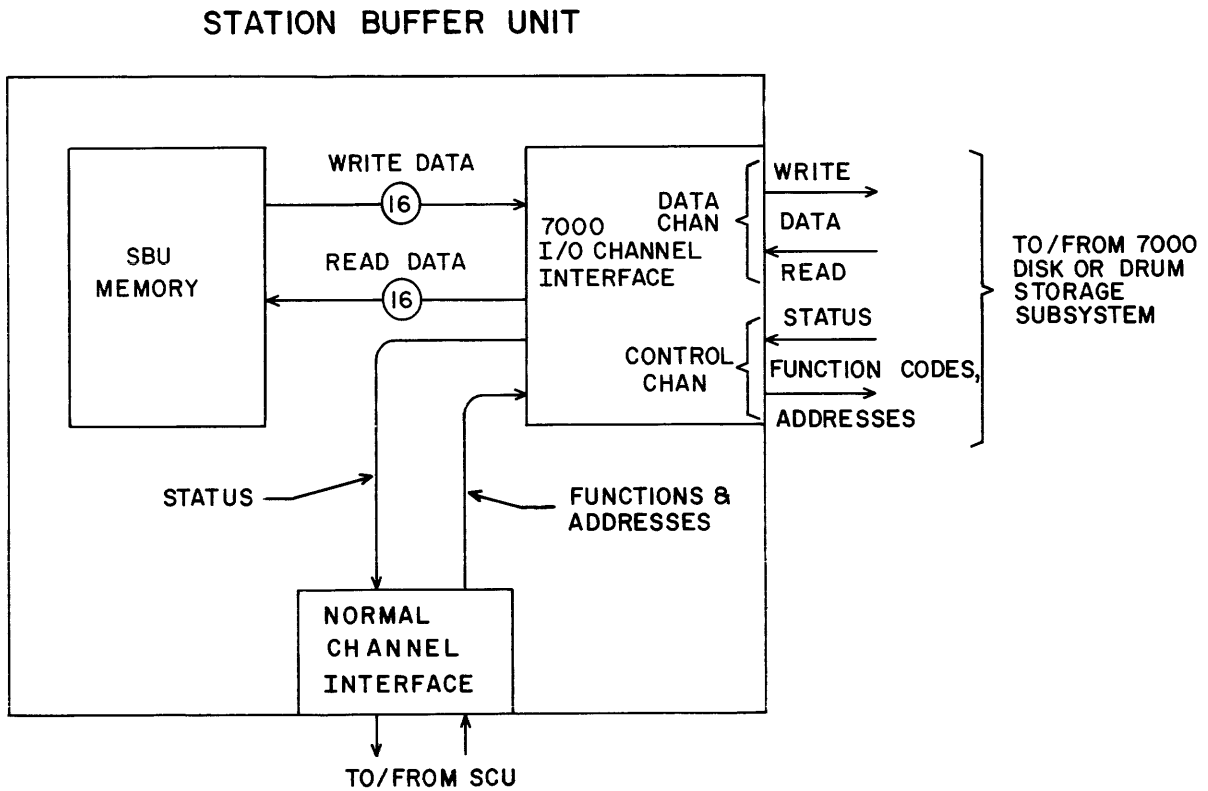 STATION BUFFER UNIT
SBU
MEMORY
WRITE DATA
16
READ DATA
16
7000
I/O CHANNEL
INTERFACE
DATA
CHAN
CONTROL
CHAN
WRITE
DATA
READ
STATUS
FUNCTION CODES,
ADDRESSES
TO/FROM 7000
DISK OR DRUM
STORAGE
SUBSYSTEM
STATUS
FUNCTIONS &
ADDRESSES
NORMAL
CHANNEL
INTERFACE
TO/FROM SCU